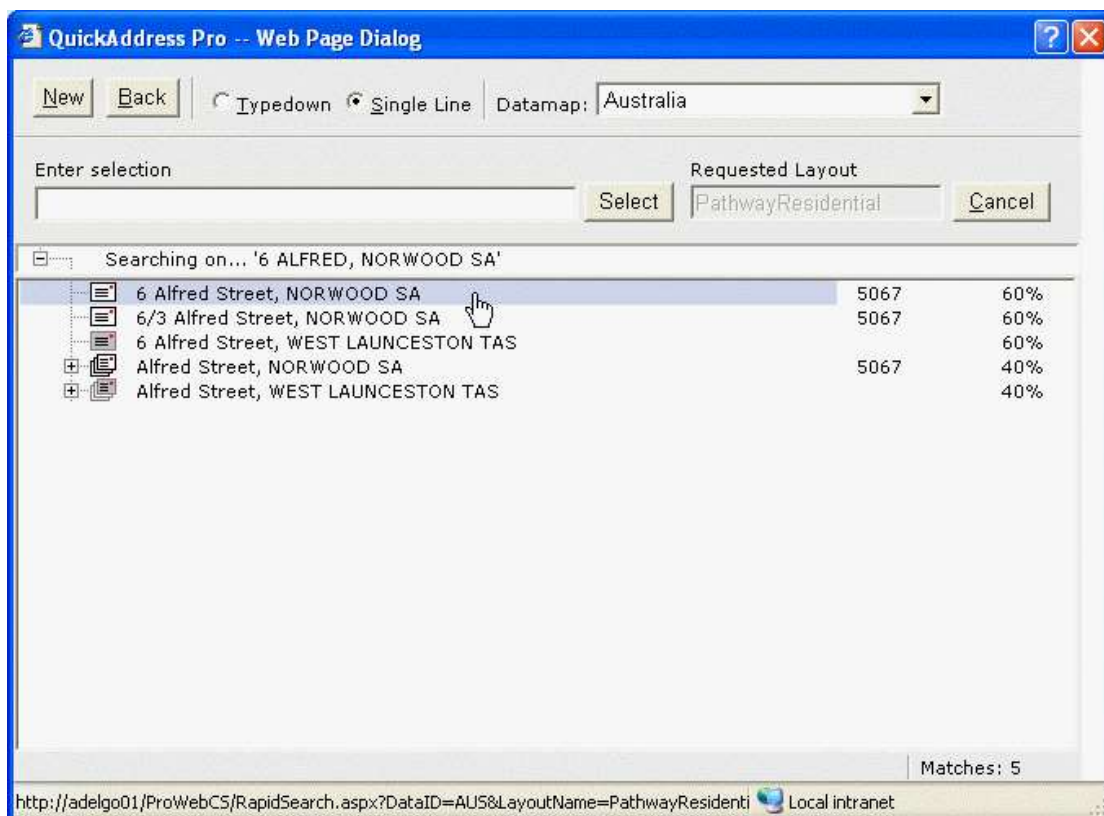 QuickAddress Pro -- Web Page Dialog
New Back Typedown Single Line Datamap: Australia
Enter selection Requested Layout
Select PathwayResidential Cancel
Searching on... '6 ALFRED, NORWOOD SA'
6 Alfred Street, NORWOOD SA 5067 60%
6/3 Alfred Street, NORWOOD SA 5067 60%
6 Alfred Street, WEST LAUNCESTON TAS 60%
Alfred Street, NORWOOD SA 5067 40%
Alfred Street, WEST LAUNCESTON TAS 40%
Matches: 5
http://adelgo01/ProWebCS/RapidSearch.aspx?DataID=AUS&LayoutName=PathwayResidenti Local intranet